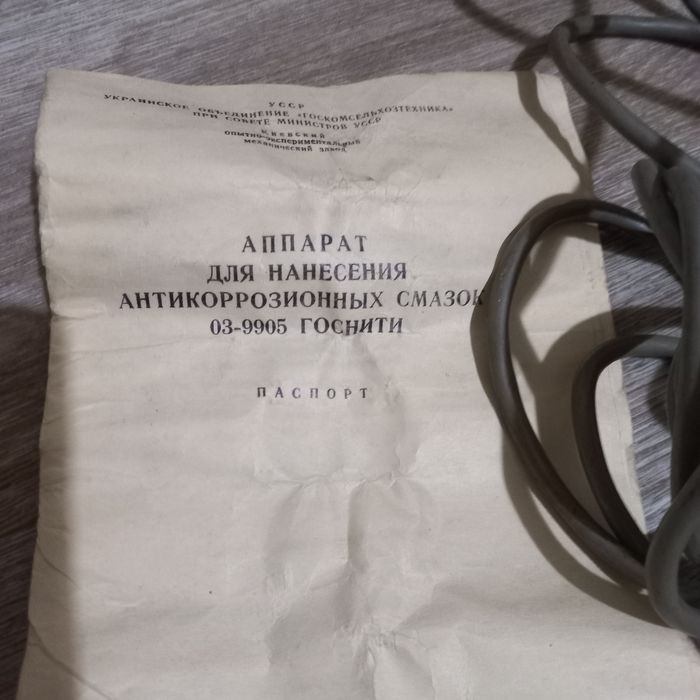 УССР
УКРАИНСКОЕ ОБЪЕДИНЕНИЕ «ГОСКОМСЕЛЬХОЗТЕХНИКА»
ПРИ СОВЕТЕ МИНИСТРОВ УССР
Киевский
опытно-экспериментальный
механический завод
АППАРАТ
ДЛЯ НАНЕСЕНИЯ
АНТИКОРРОЗИОННЫХ СМАЗОК
03-9905 ГОСНИТИ
ПАСПОРТ